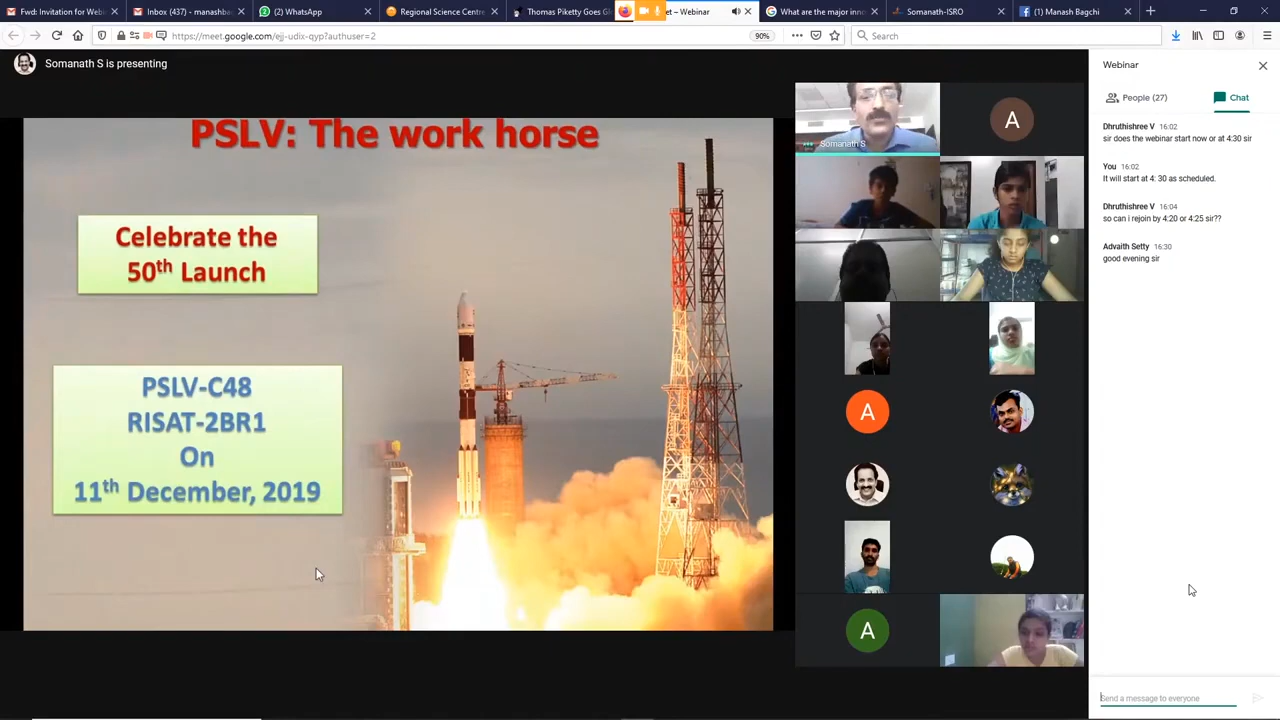 Fwd: Invitation for Webi
Inbox (437) - manashbag
(2) WhatsApp
Regional Science Centre
Thomas Piketty Goes Gl
et – Webinar
What are the major inno
Somanath-ISRO
(1) Manash Bagchi
https://meet.google.com/ejj-udix-qyp?authuser=2
90%
Search
Somanath S is presenting
PSLV: The work horse
Celebrate the
50th Launch
PSLV-C48
RISAT-2BR1
On
11th December, 2019
Somanath S
A
A
A
Webinar
People (27)
Chat
Dhruthishree V 16:02
sir does the webinar start now or at 4:30 sir
You 16:02
It will start at 4: 30 as scheduled.
Dhruthishree V 16:04
so can i rejoin by 4:20 or 4:25 sir??
Advaith Setty 16:30
good evening sir
Send a message to everyone